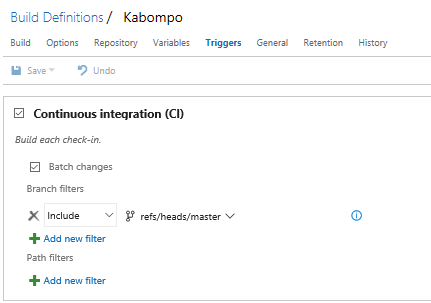 Build Definitions / Kabompo
Build Options Repository Variables Triggers General Retention History
Save Undo
Continuous integration (CI)
Build each check-in.
Batch changes
Branch filters
Include refs/heads/master
Add new filter
Path filters
Add new filter